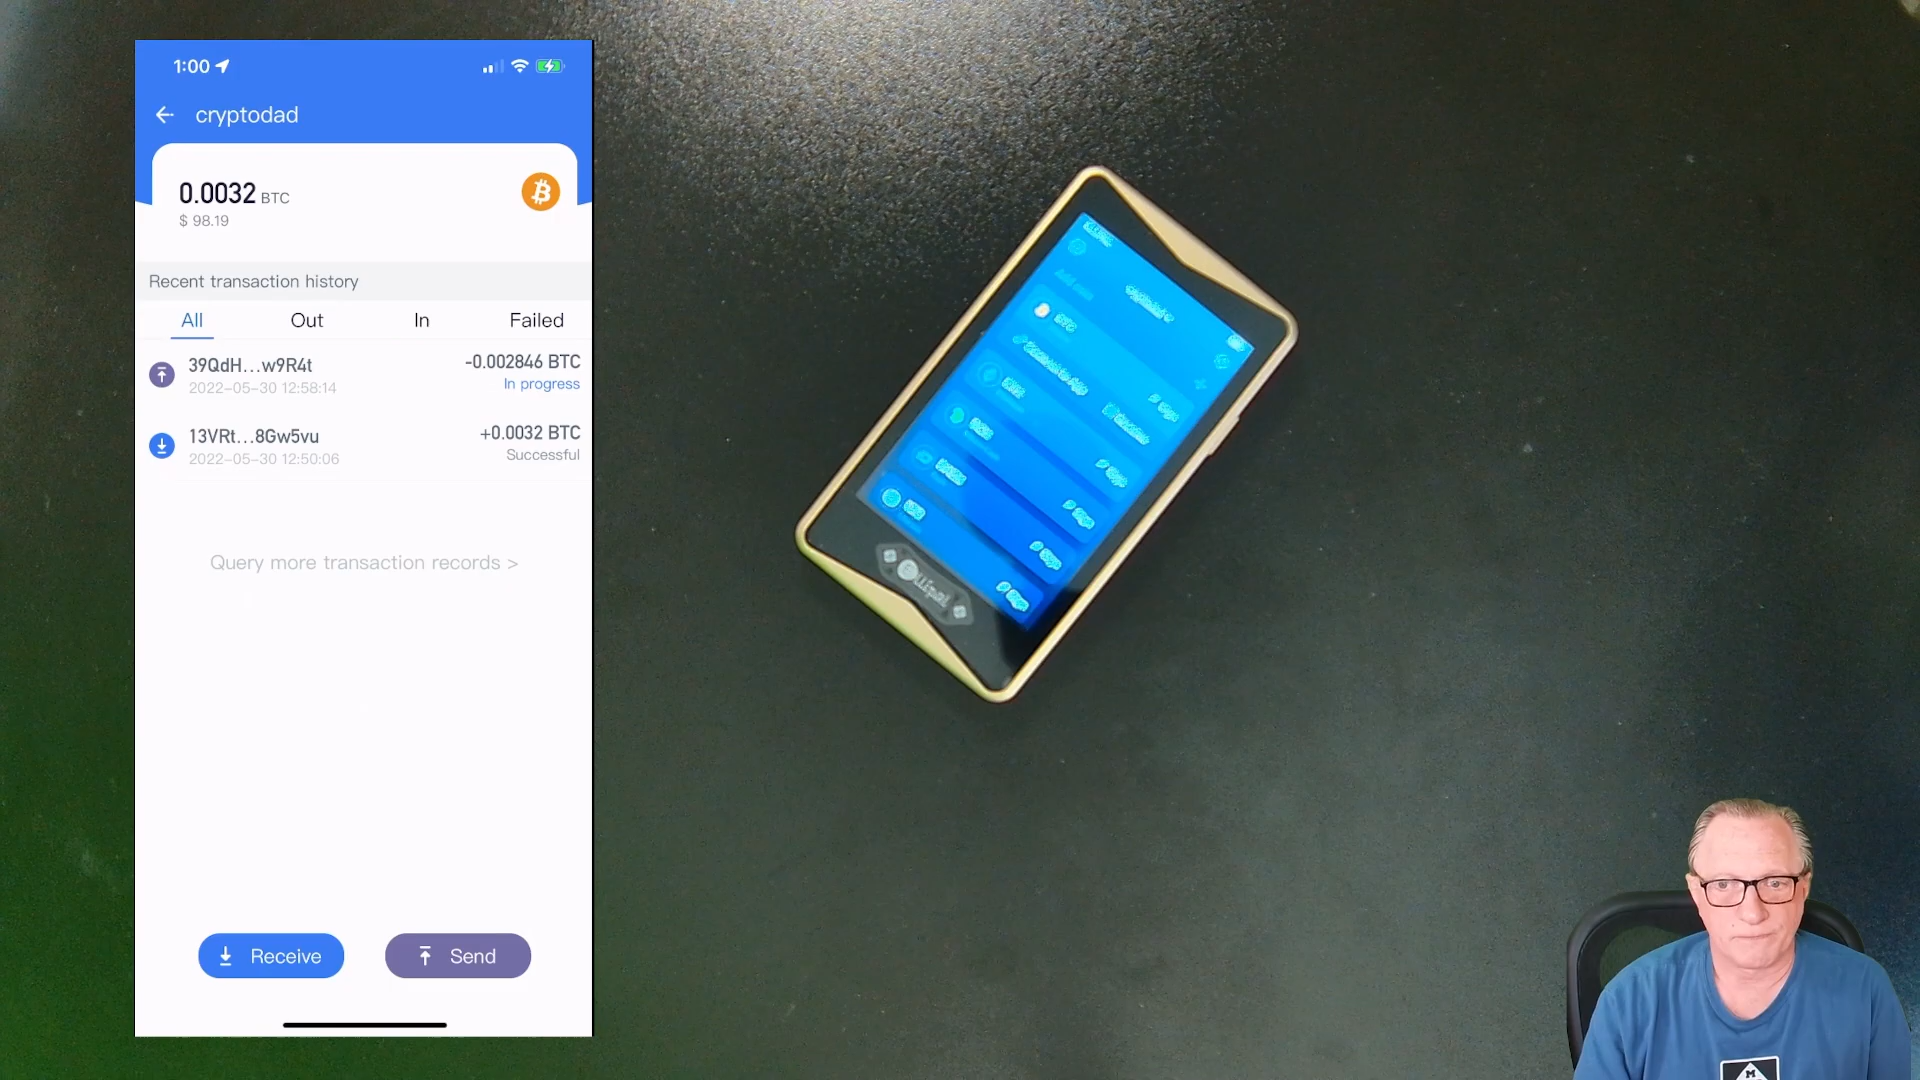 1:00
cryptodad
0.0032 BTC
$ 98.19
Recent transaction history
All Out In Failed
39QdH...w9R4t -0.002846 BTC
2022-05-30 12:58:14 In progress
13VRt...8Gw5vu +0.0032 BTC
2022-05-30 12:50:06 Successful
Query more transaction records >
Receive Send